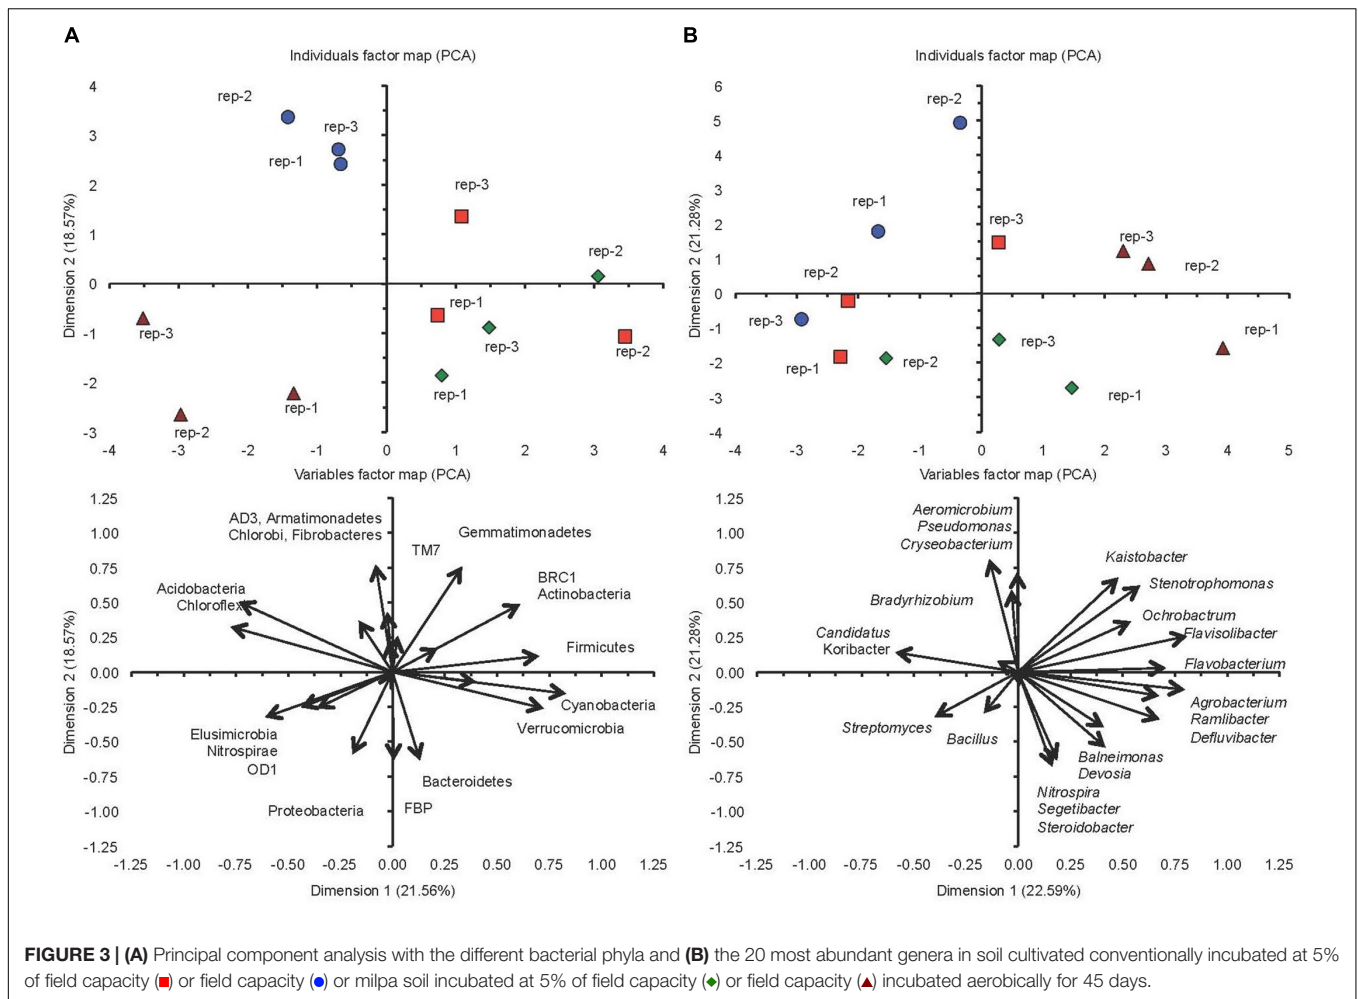 A
Individuals factor map (PCA)
4
3
2
1
0
-1
-2
-3
-4
-3
-2
-1
0
1
2
3
4
Dimension 2 (18.57%)
rep-2
rep-3
rep-1
rep-3
rep-2
rep-1
rep-3
rep-2
rep-1
rep-3
rep-1
rep-2
Variables factor map (PCA)
1.25
1.00
0.75
0.50
0.25
0.00
-0.25
-0.50
-0.75
-1.00
-1.25
Dimension 2 (18.57%)
AD3, Armatimonadetes
Chlorobi, Fibrobacteres
TM7
Gemmatimonadetes
BRC1
Actinobacteria
Acidobacteria
Chloroflexi
Firmicutes
Cyanobacteria
Verrucomicrobia
Elusimicrobia
Nitrospirae
OD1
Bacteroidetes
Proteobacteria
FBP
-1.25
-1.00
-0.75
-0.50
-0.25
0.00
0.25
0.50
0.75
1.00
1.25
Dimension 1 (21.56%)
B
Individuals factor map (PCA)
6
5
4
3
2
1
0
-1
-2
-3
-4
-4
-3
-2
-1
0
1
2
3
4
5
Dimension 2 (21.28%)
rep-2
rep-1
rep-3
rep-3
rep-2
rep-2
rep-3
rep-1
rep-1
rep-2
rep-3
rep-1
Variables factor map (PCA)
1.25
1.00
0.75
0.50
0.25
0.00
-0.25
-0.50
-0.75
-1.00
-1.25
Dimension 2 (21.28%)
Aeromicrobium
Pseudomonas
Cryseobacterium
Kaistobacter
Stenotrophomonas
Bradyrhizobium
Ochrobactrum
Flavisolibacter
Candidatus
Koribacter
Flavobacterium
Agrobacterium
Ramlibacter
Defluvibacter
Streptomyces
Bacillus
Balneimonas
Devosia
Nitrospira
Segetibacter
Steroidobacter
-1.25
-1.00
-0.75
-0.50
-0.25
0.00
0.25
0.50
0.75
1.00
1.25
Dimension 1 (22.59%)
FIGURE 3 | (A) Principal component analysis with the different bacterial phyla and (B) the 20 most abundant genera in soil cultivated conventionally incubated at 5%
of field capacity (■) or field capacity (●) or milpa soil incubated at 5% of field capacity (◆) or field capacity (▲) incubated aerobically for 45 days.